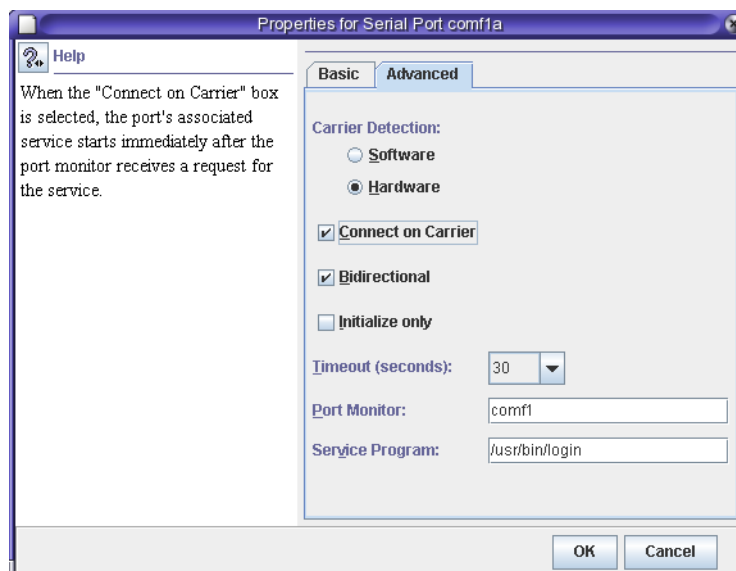 Properties for Serial Port comf1a
Help
When the "Connect on Carrier" box
is selected, the port's associated
service starts immediately after the
port monitor receives a request for
the service.
Basic
Advanced
Carrier Detection:
Software
Hardware
Connect on Carrier
Bidirectional
Initialize only
Timeout (seconds): 30
Port Monitor: comf1
Service Program: /usr/bin/login
OK
Cancel